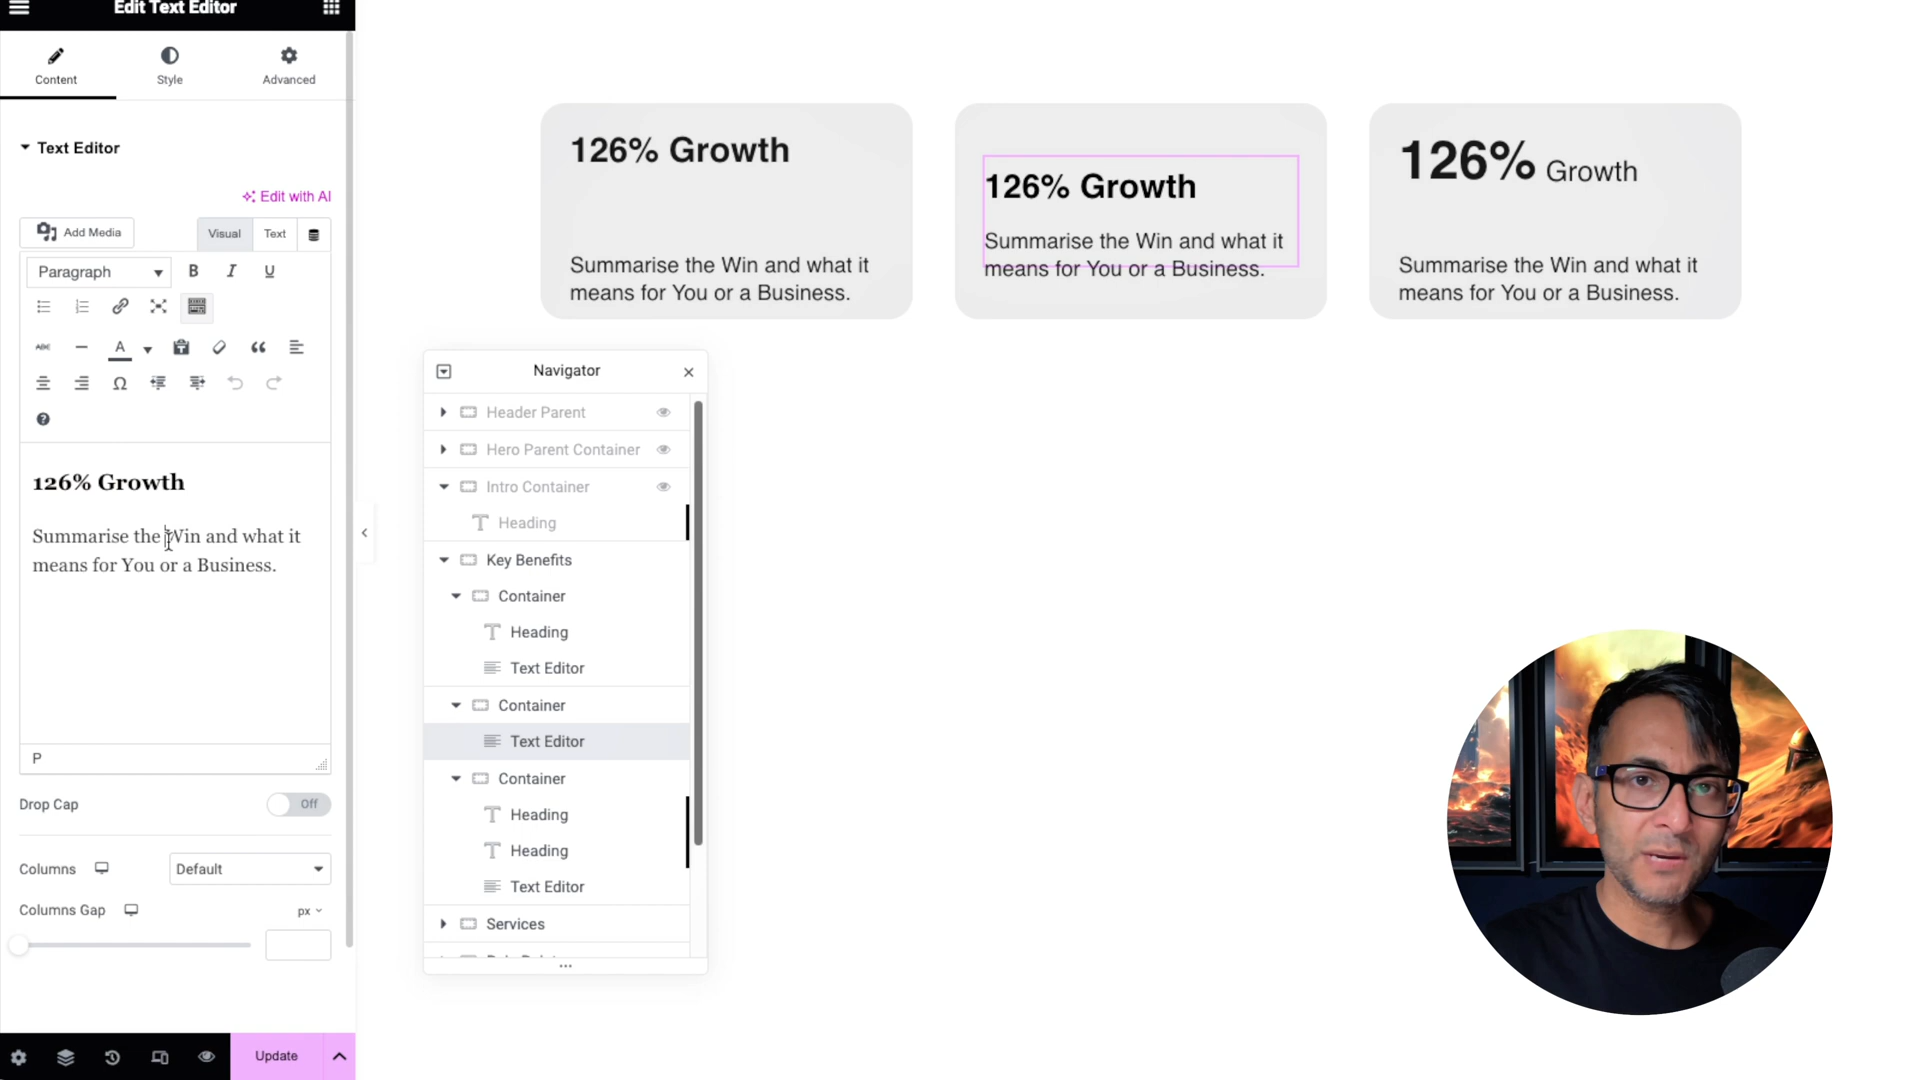 Edit Text Editor
Content
Style
Advanced
Text Editor
Edit with AI
Add Media
Visual
Text
Paragraph
B
I
U
ABC
A
Ω
126% Growth
Summarise the Win and what it
means for You or a Business.
P
Drop Cap
Off
Columns
Default
Columns Gap
px
Update
126% Growth
Summarise the Win and what it
means for You or a Business.
126% Growth
Summarise the Win and what it
means for You or a Business.
126% Growth
Summarise the Win and what it
means for You or a Business.
Navigator
Header Parent
Hero Parent Container
Intro Container
Heading
Key Benefits
Container
Heading
Text Editor
Container
Text Editor
Container
Heading
Heading
Text Editor
Services